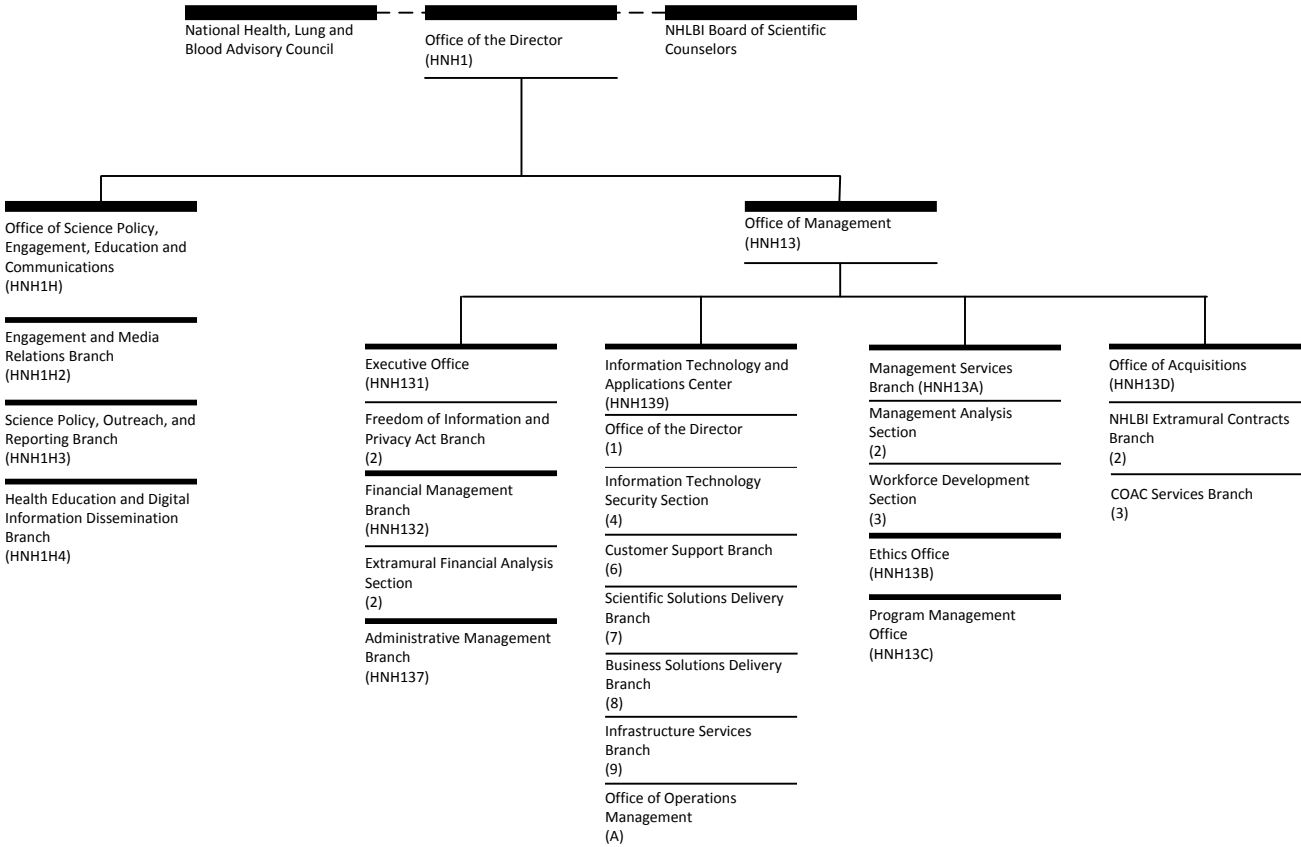 National Health, Lung and
Blood Advisory Council
Office of the Director
(HNH1)
NHLBI Board of Scientific
Counselors
Office of Science Policy,
Engagement, Education and
Communications
(HNH1H)
Engagement and Media
Relations Branch
(HNH1H2)
Science Policy, Outreach, and
Reporting Branch
(HNH1H3)
Health Education and Digital
Information Dissemination
Branch
(HNH1H4)
Office of Management
(HNH13)
Executive Office
(HNH131)
Freedom of Information and
Privacy Act Branch
(2)
Financial Management
Branch
(HNH132)
Extramural Financial Analysis
Section
(2)
Administrative Management
Branch
(HNH137)
Information Technology and
Applications Center
(HNH139)
Office of the Director
(1)
Information Technology
Security Section
(4)
Customer Support Branch
(6)
Scientific Solutions Delivery
Branch
(7)
Business Solutions Delivery
Branch
(8)
Infrastructure Services
Branch
(9)
Office of Operations
Management
(A)
Management Services
Branch (HNH13A)
Management Analysis
Section
(2)
Workforce Development
Section
(3)
Ethics Office
(HNH13B)
Program Management
Office
(HNH13C)
Office of Acquisitions
(HNH13D)
NHLBI Extramural Contracts
Branch
(2)
COAC Services Branch
(3)